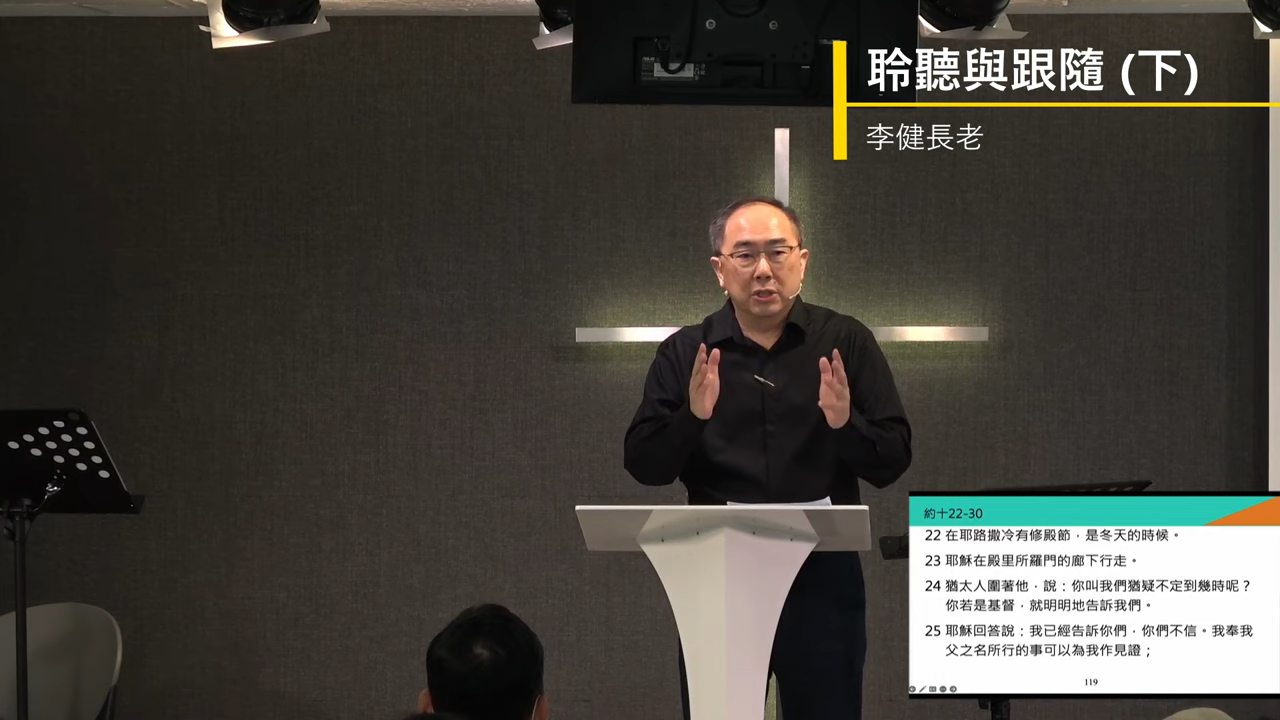 聆聽與跟隨 (下)
李健長老
約十22-30
22 在耶路撒冷有修殿節，是冬天的時候。
23 耶穌在殿里所羅門的廊下行走。
24 猶太人圍著他，說：你叫我們猶疑不定到幾時呢？
你若是基督，就明明地告訴我們。
25 耶穌回答說：我已經告訴你們，你們不信。我奉我
父之名所行的事可以為我作見證；
119